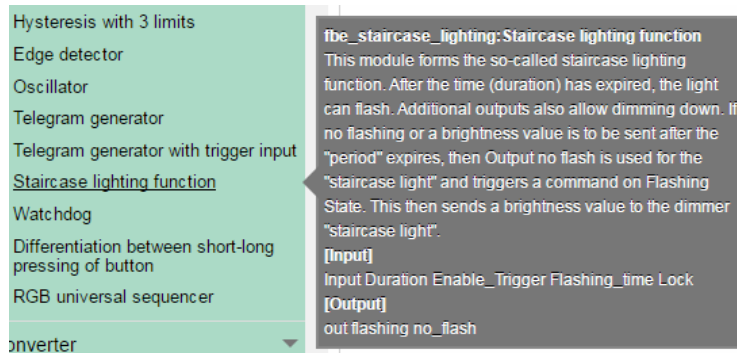 Hysteresis with 3 limits
Edge detector
Oscillator
Telegram generator
Telegram generator with trigger input
Staircase lighting function
Watchdog
Differentiation between short-long
pressing of button
RGB universal sequencer
onverter
fbe_staircase_lighting:Staircase lighting function
This module forms the so-called staircase lighting
function. After the time (duration) has expired, the light
can flash. Additional outputs also allow dimming down. If
no flashing or a brightness value is to be sent after the
"period" expires, then Output no flash is used for the
"staircase light" and triggers a command on Flashing
State. This then sends a brightness value to the dimmer
"staircase light".
[Input]
Input Duration Enable_Trigger Flashing_time Lock
[Output]
out flashing no_flash